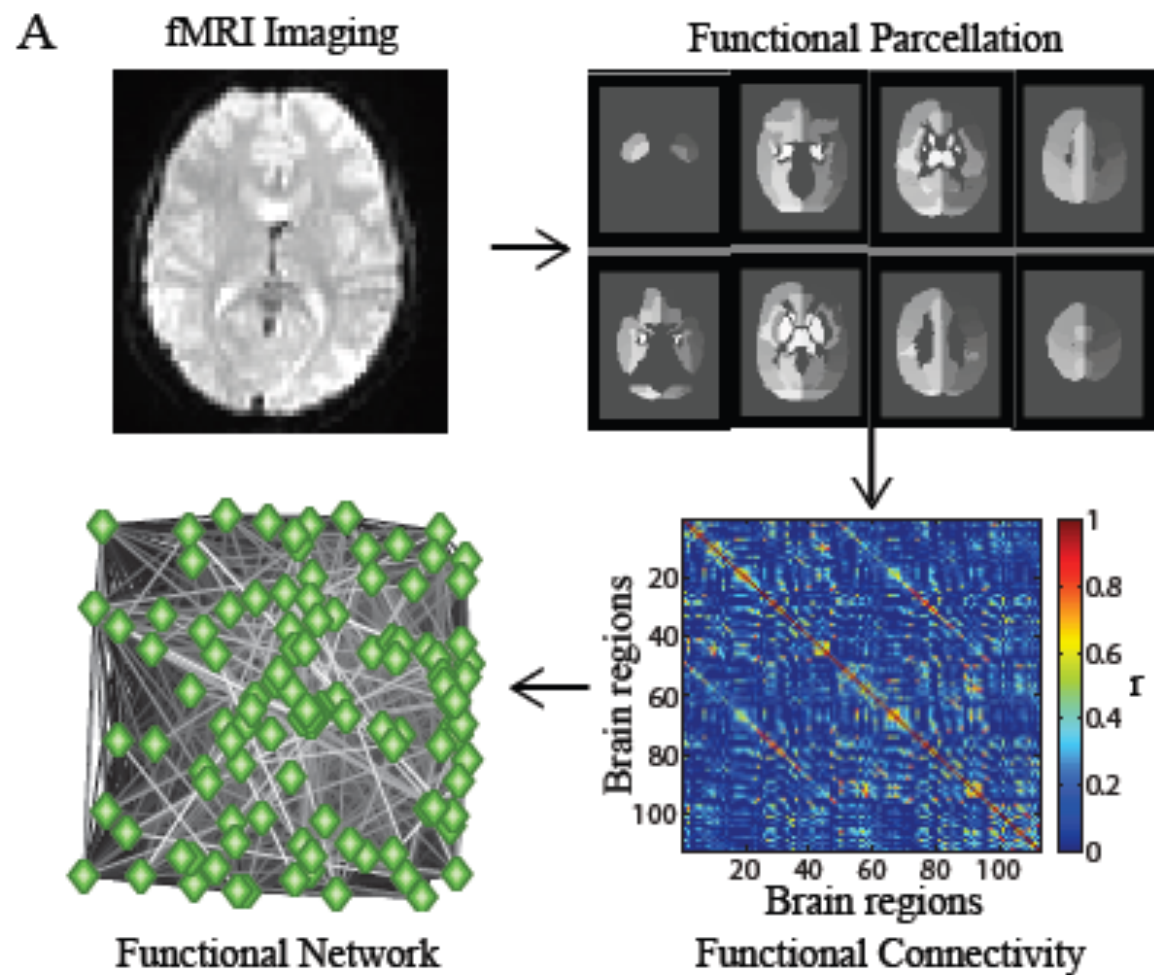 A
fMRI Imaging
Functional Parcellation
Brain regions
20
40
60
80
100
20 40 60 80 100
Brain regions
1
0.8
0.6
0.4
0.2
0
r
Functional Network
Functional Connectivity